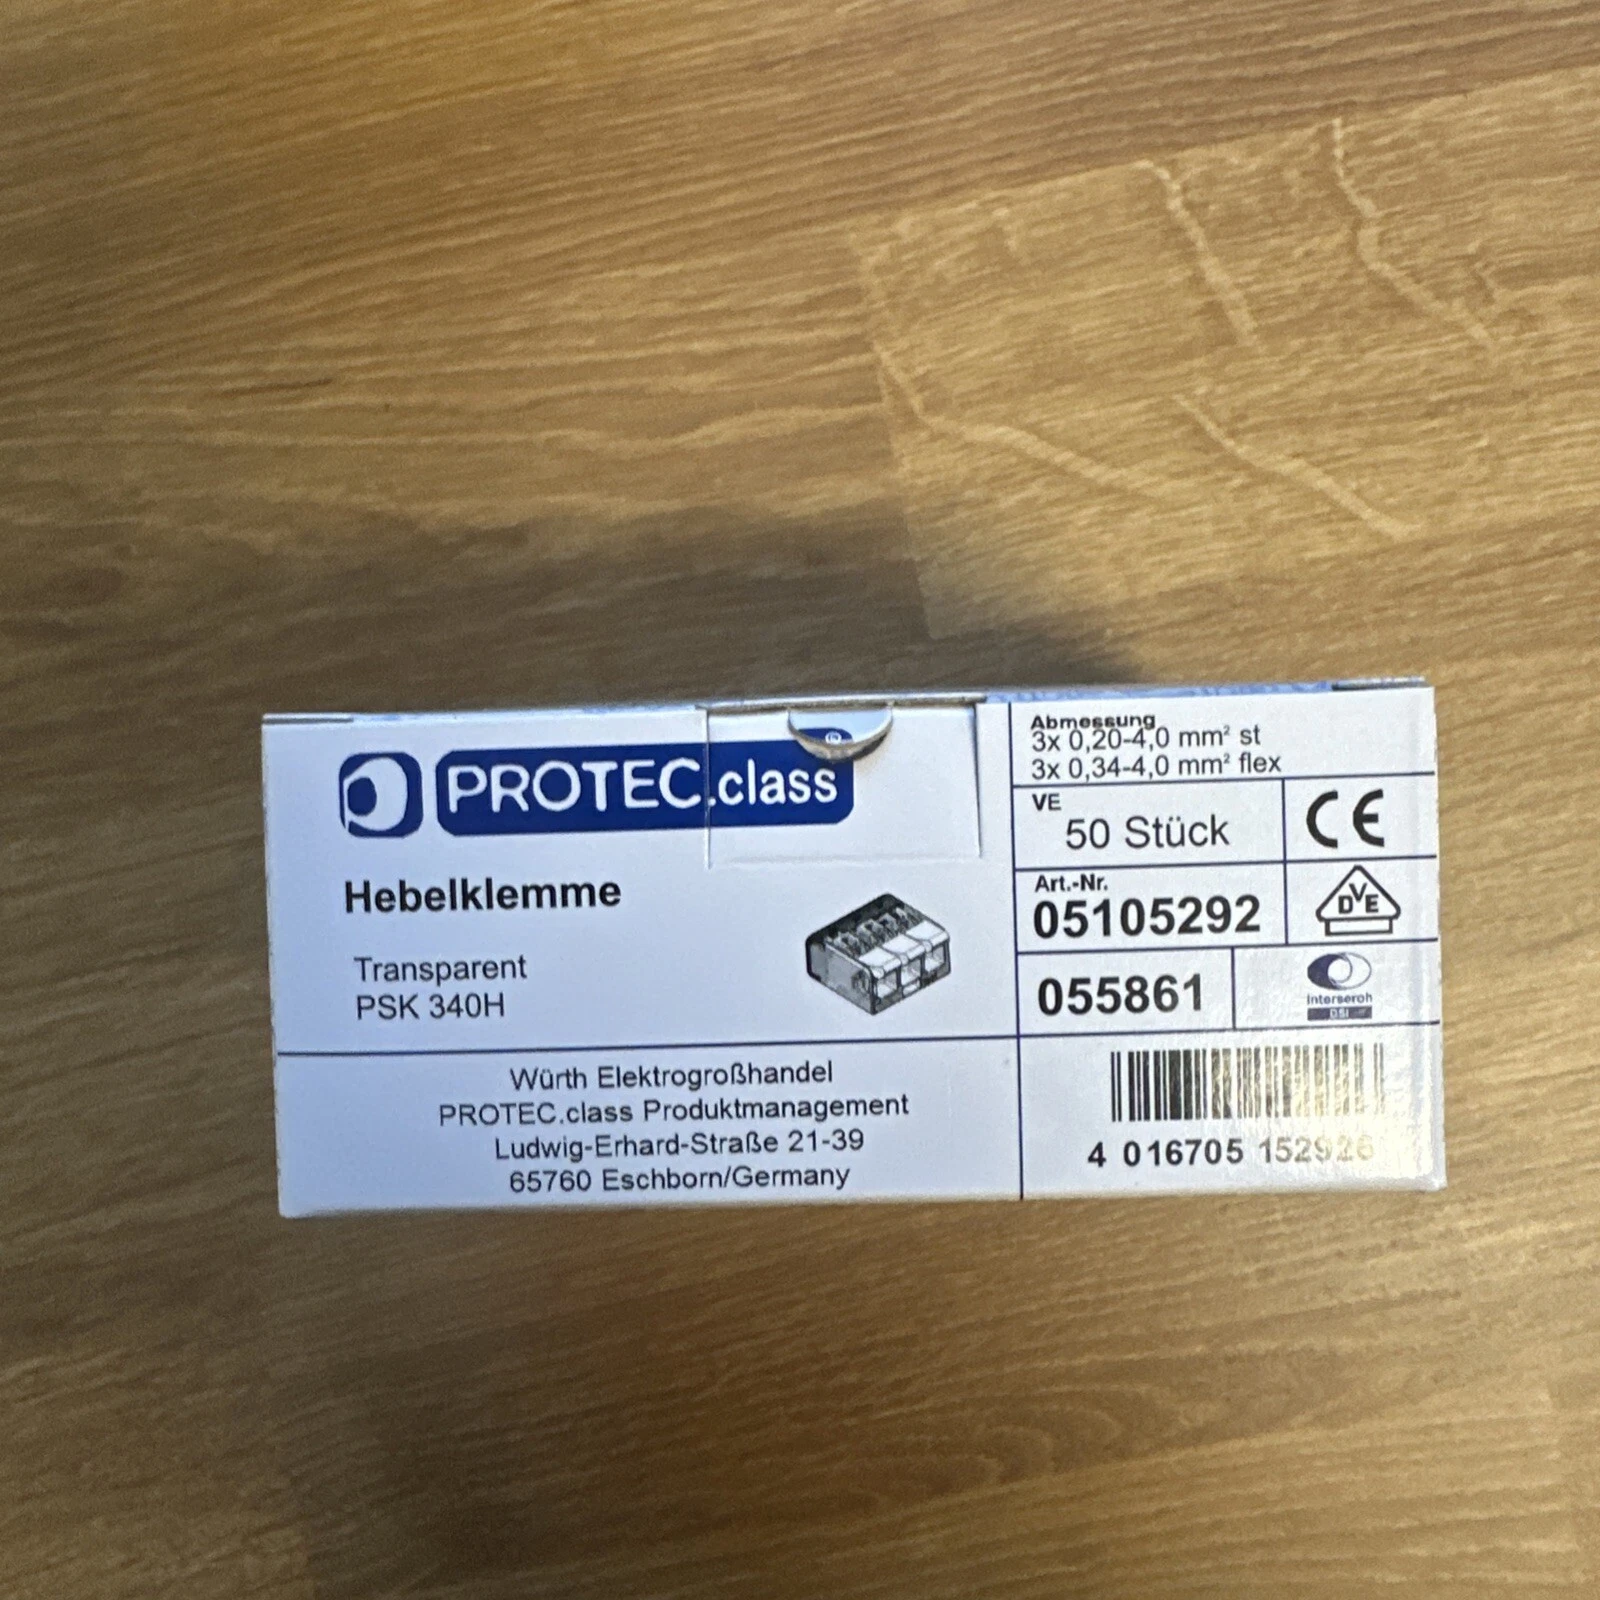 PROTEC.class®
Hebelklemme
Transparent
PSK 340H
Würth Elektrogroßhandel
PROTEC.class Produktmanagement
Ludwig-Erhard-Straße 21-39
65760 Eschborn/Germany
Abmessung
3x 0,20-4,0 mm² st
3x 0,34-4,0 mm² flex
VE
50 Stück
CE
Art.-Nr.
05105292
DVE
055861
Interseroh
DSI
4 016705 152926